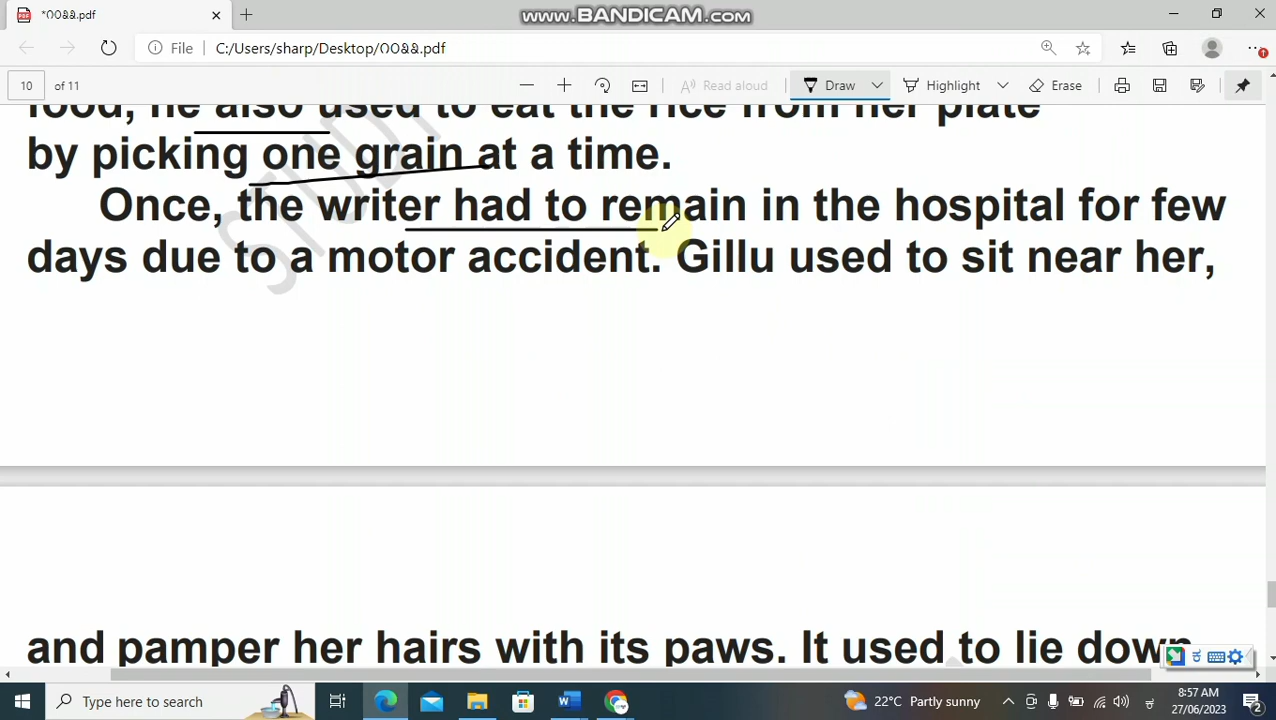 *OO&&.pdf
www.BANDICAM.com
File C:/Users/sharp/Desktop/OO&&.pdf
10 of 11
Read aloud
Draw
Highlight
Erase
food, he also used to eat the rice from her plate
by picking one grain at a time.
Once, the writer had to remain in the hospital for few
days due to a motor accident. Gillu used to sit near her,
and pamper her hairs with its paws. It used to lie down
Type here to search
22°C Partly sunny
8:57 AM
27/06/2023
2